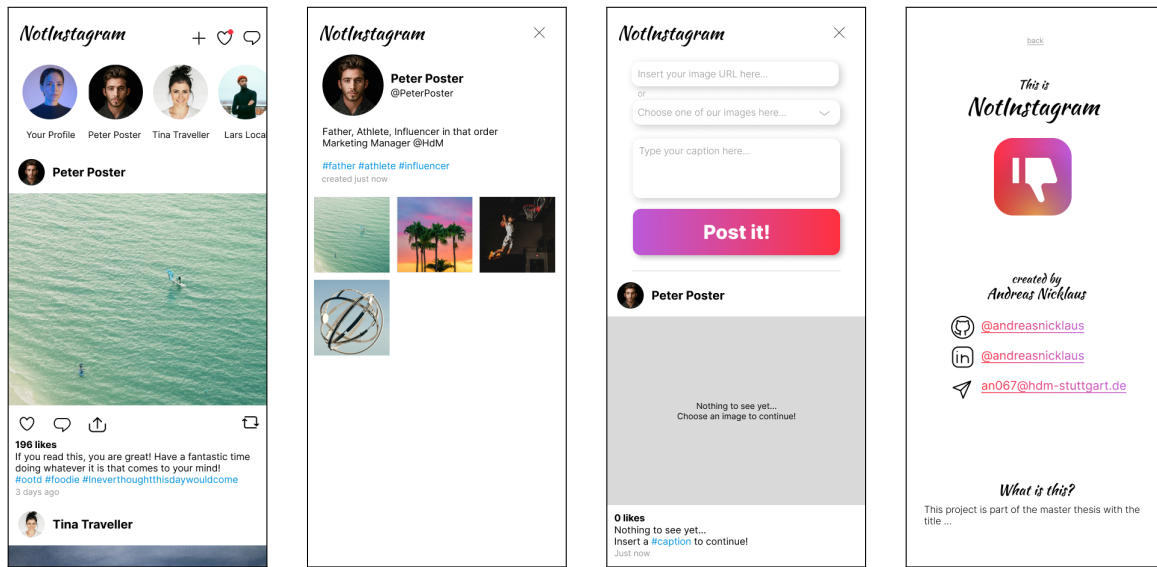 NotInstagram
Your Profile
Peter Poster
Tina Traveller
Lars Local
Peter Poster
196 likes
If you read this, you are great! Have a fantastic time
doing whatever it is that comes to your mind!
#ootd #foodie #Ineverthoughtthisdaywouldcome
3 days ago
Tina Traveller
NotInstagram
Peter Poster
@PeterPoster
Father, Athlete, Influencer in that order
Marketing Manager @HdM
#father #athlete #influencer
created just now
NotInstagram
Insert your image URL here...
or
Choose one of our images here...
Type your caption here...
Post it!
Peter Poster
Nothing to see yet...
Choose an image to continue!
0 likes
Nothing to see yet...
Insert a #caption to continue!
Just now
back
This is
NotInstagram
created by
Andreas Nicklaus
@andreasnicklaus
in
@andreasnicklaus
an067@hdm-stuttgart.de
What is this?
This project is part of the master thesis with the
title ...